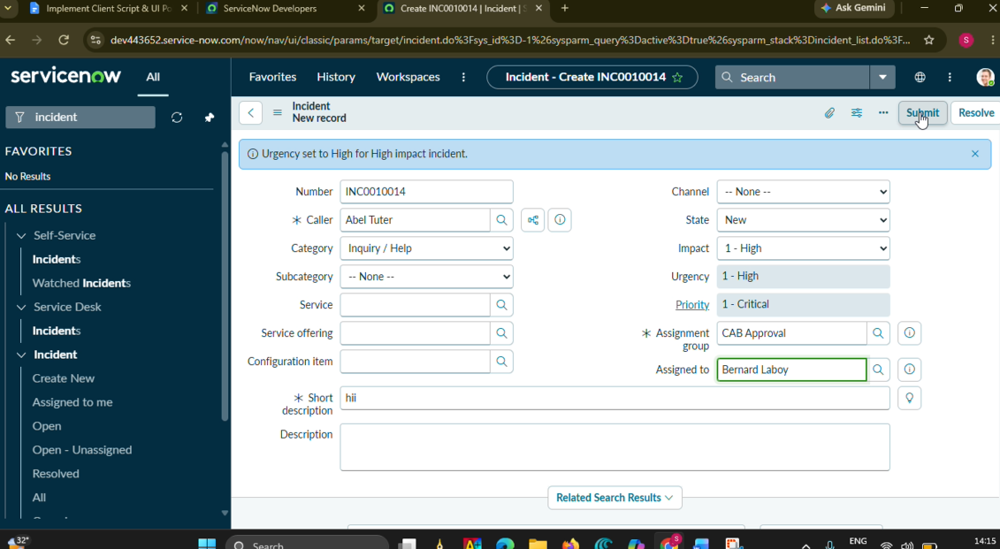 Implement Client Script & UI Po
ServiceNow Developers
Create INC0010014 | Incident | S
Ask Gemini
dev443652.service-now.com/now/nav/ui/classic/params/target/incident.do%3Fsys_id%3D-1%26sysparm_query%3Dactive%3Dtrue%26sysparm_stack%3Dincident_list.do%3F...
S
servicenow
All
Favorites
History
Workspaces
Incident - Create INC0010014
Search
incident
Incident
New record
Submit
Resolve
FAVORITES
No Results
ALL RESULTS
Self-Service
Incidents
Watched Incidents
Service Desk
Incidents
Incident
Create New
Assigned to me
Open
Open - Unassigned
Resolved
All
Urgency set to High for High impact incident.
Number INC0010014
Channel -- None --
Caller Abel Tuter
State New
Category Inquiry / Help
Impact 1 - High
Subcategory -- None --
Urgency 1 - High
Service
Priority 1 - Critical
Service offering
Assignment group CAB Approval
Configuration item
Assigned to Bernard Laboy
Short description hii
Description
Related Search Results
32°
Search
S
ENG
14:15